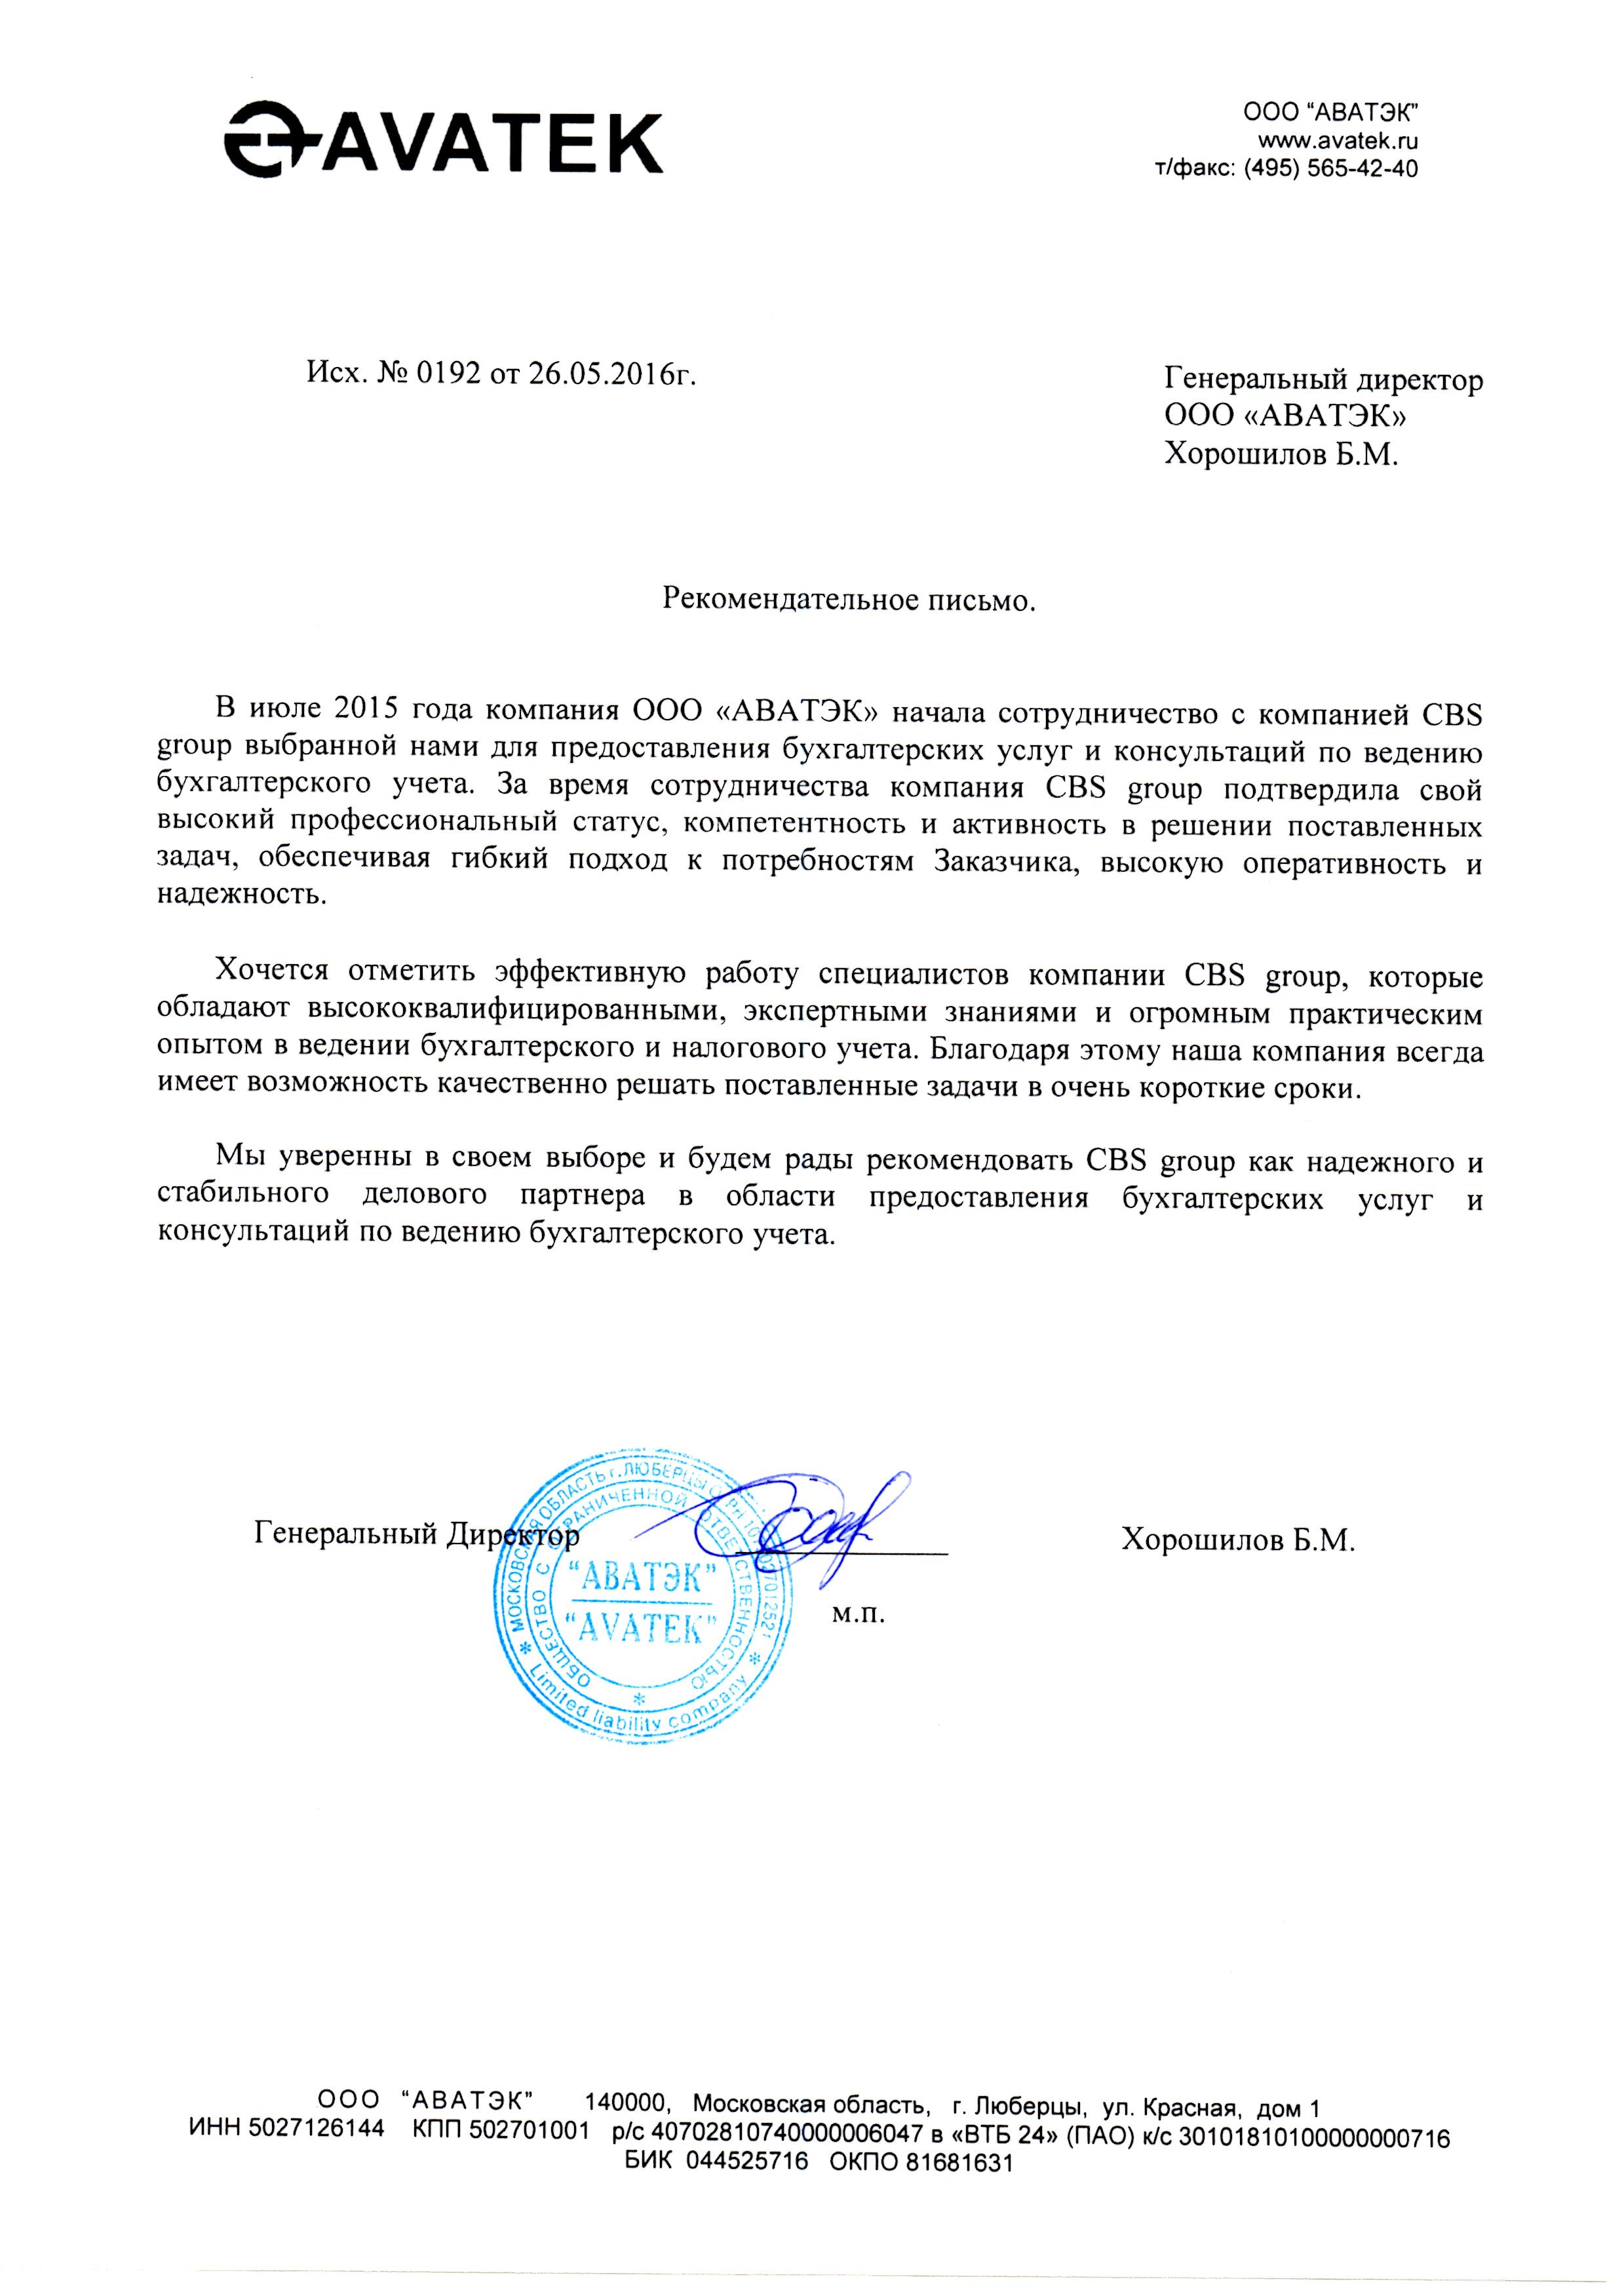 AVATEK
ООО “АВАТЭК”
www.avatek.ru
т/факс: (495) 565-42-40
Исх. № 0192 от 26.05.2016г.
Генеральный директор
ООО «АВАТЭК»
Хорошилов Б.М.
Рекомендательное письмо.
В июле 2015 года компания ООО «АВАТЭК» начала сотрудничество с компанией CBS
group выбранной нами для предоставления бухгалтерских услуг и консультаций по ведению
бухгалтерского учета. За время сотрудничества компания CBS group подтвердила свой
высокий профессиональный статус, компетентность и активность в решении поставленных
задач, обеспечивая гибкий подход к потребностям Заказчика, высокую оперативность и
надежность.
Хочется отметить эффективную работу специалистов компании CBS group, которые
обладают высококвалифицированными, экспертными знаниями и огромным практическим
опытом в ведении бухгалтерского и налогового учета. Благодаря этому наша компания всегда
имеет возможность качественно решать поставленные задачи в очень короткие сроки.
Мы уверенны в своем выборе и будем рады рекомендовать CBS group как надежного и
стабильного делового партнера в области предоставления бухгалтерских услуг и
консультаций по ведению бухгалтерского учета.
Генеральный Директор
Хорошилов Б.М.
м.п.
МОСКОВСКАЯ ОБЛАСТЬ г. ЛЮБЕРЦЫ
ОБЩЕСТВО С ОГРАНИЧЕННОЙ ОТВЕТСТВЕННОСТЬЮ
“АВАТЭК”
“AVATEK”
Limited liability company
ООО “АВАТЭК” 140000, Московская область, г. Люберцы, ул. Красная, дом 1
ИНН 5027126144 КПП 502701001 р/с 40702810740000006047 в «ВТБ 24» (ПАО) к/с 30101810100000000716
БИК 044525716 ОКПО 81681631